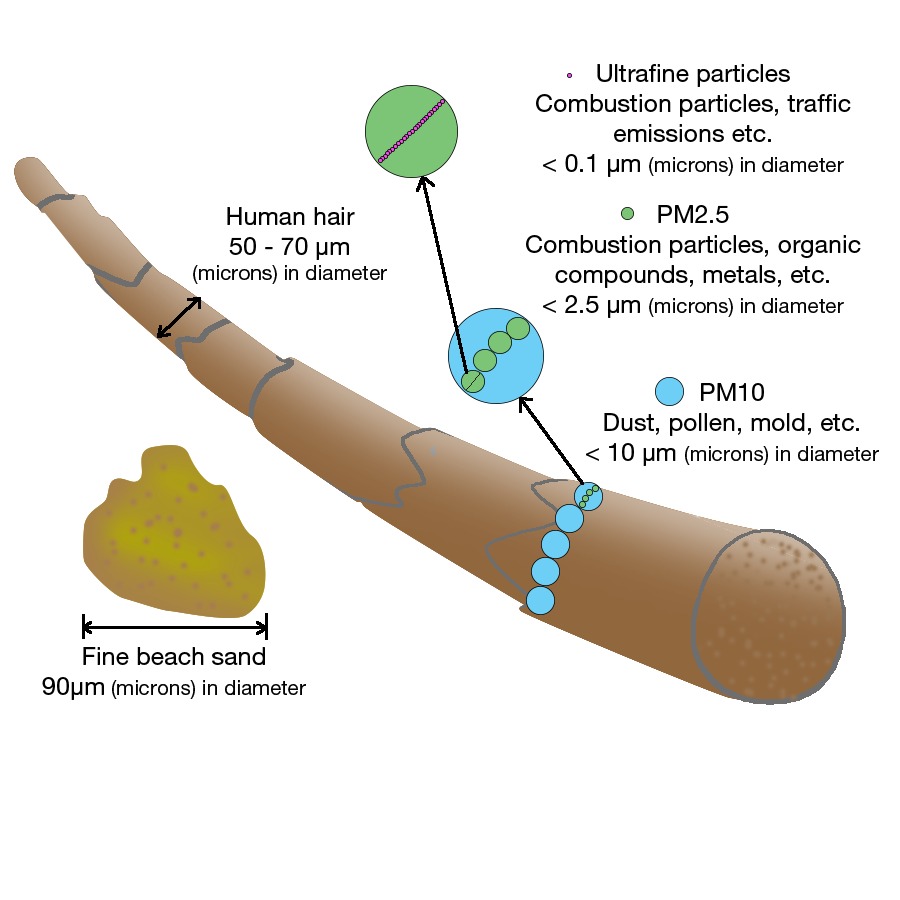 Ultrafine particles
Combustion particles, traffic
emissions etc.
< 0.1 µm (microns) in diameter
PM2.5
Combustion particles, organic
compounds, metals, etc.
< 2.5 µm (microns) in diameter
PM10
Dust, pollen, mold, etc.
< 10 µm (microns) in diameter
Human hair
50 - 70 µm
(microns) in diameter
Fine beach sand
90µm (microns) in diameter